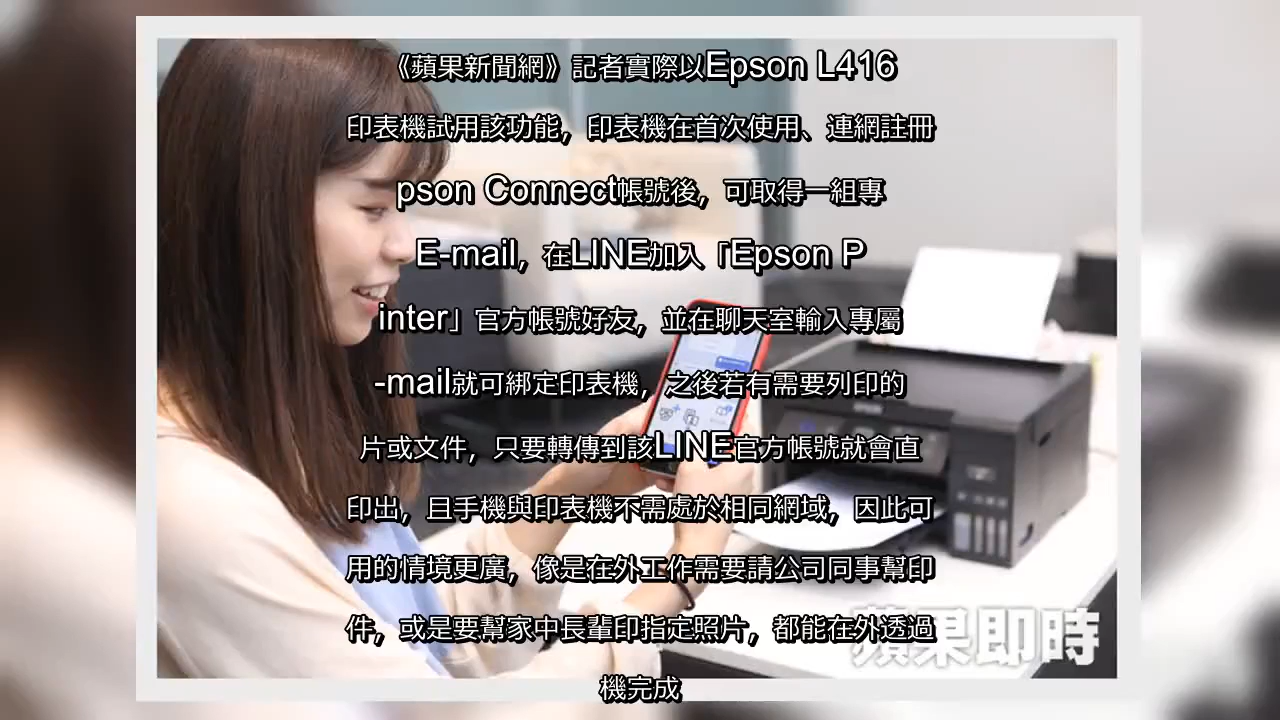 《蘋果新聞網》記者實際以Epson L416
印表機試用該功能，印表機在首次使用、連網註冊
pson Connect帳號後，可取得一組專
E-mail，在LINE加入「Epson P
inter」官方帳號好友，並在聊天室輸入專屬
-mail就可綁定印表機，之後若有需要列印的
片或文件，只要轉傳到該LINE官方帳號就會直
印出，且手機與印表機不需處於相同網域，因此可
用的情境更廣，像是在外工作需要請公司同事幫印
件，或是要幫家中長輩印指定照片，都能在外透過
機完成
蘋果即時
EPSON